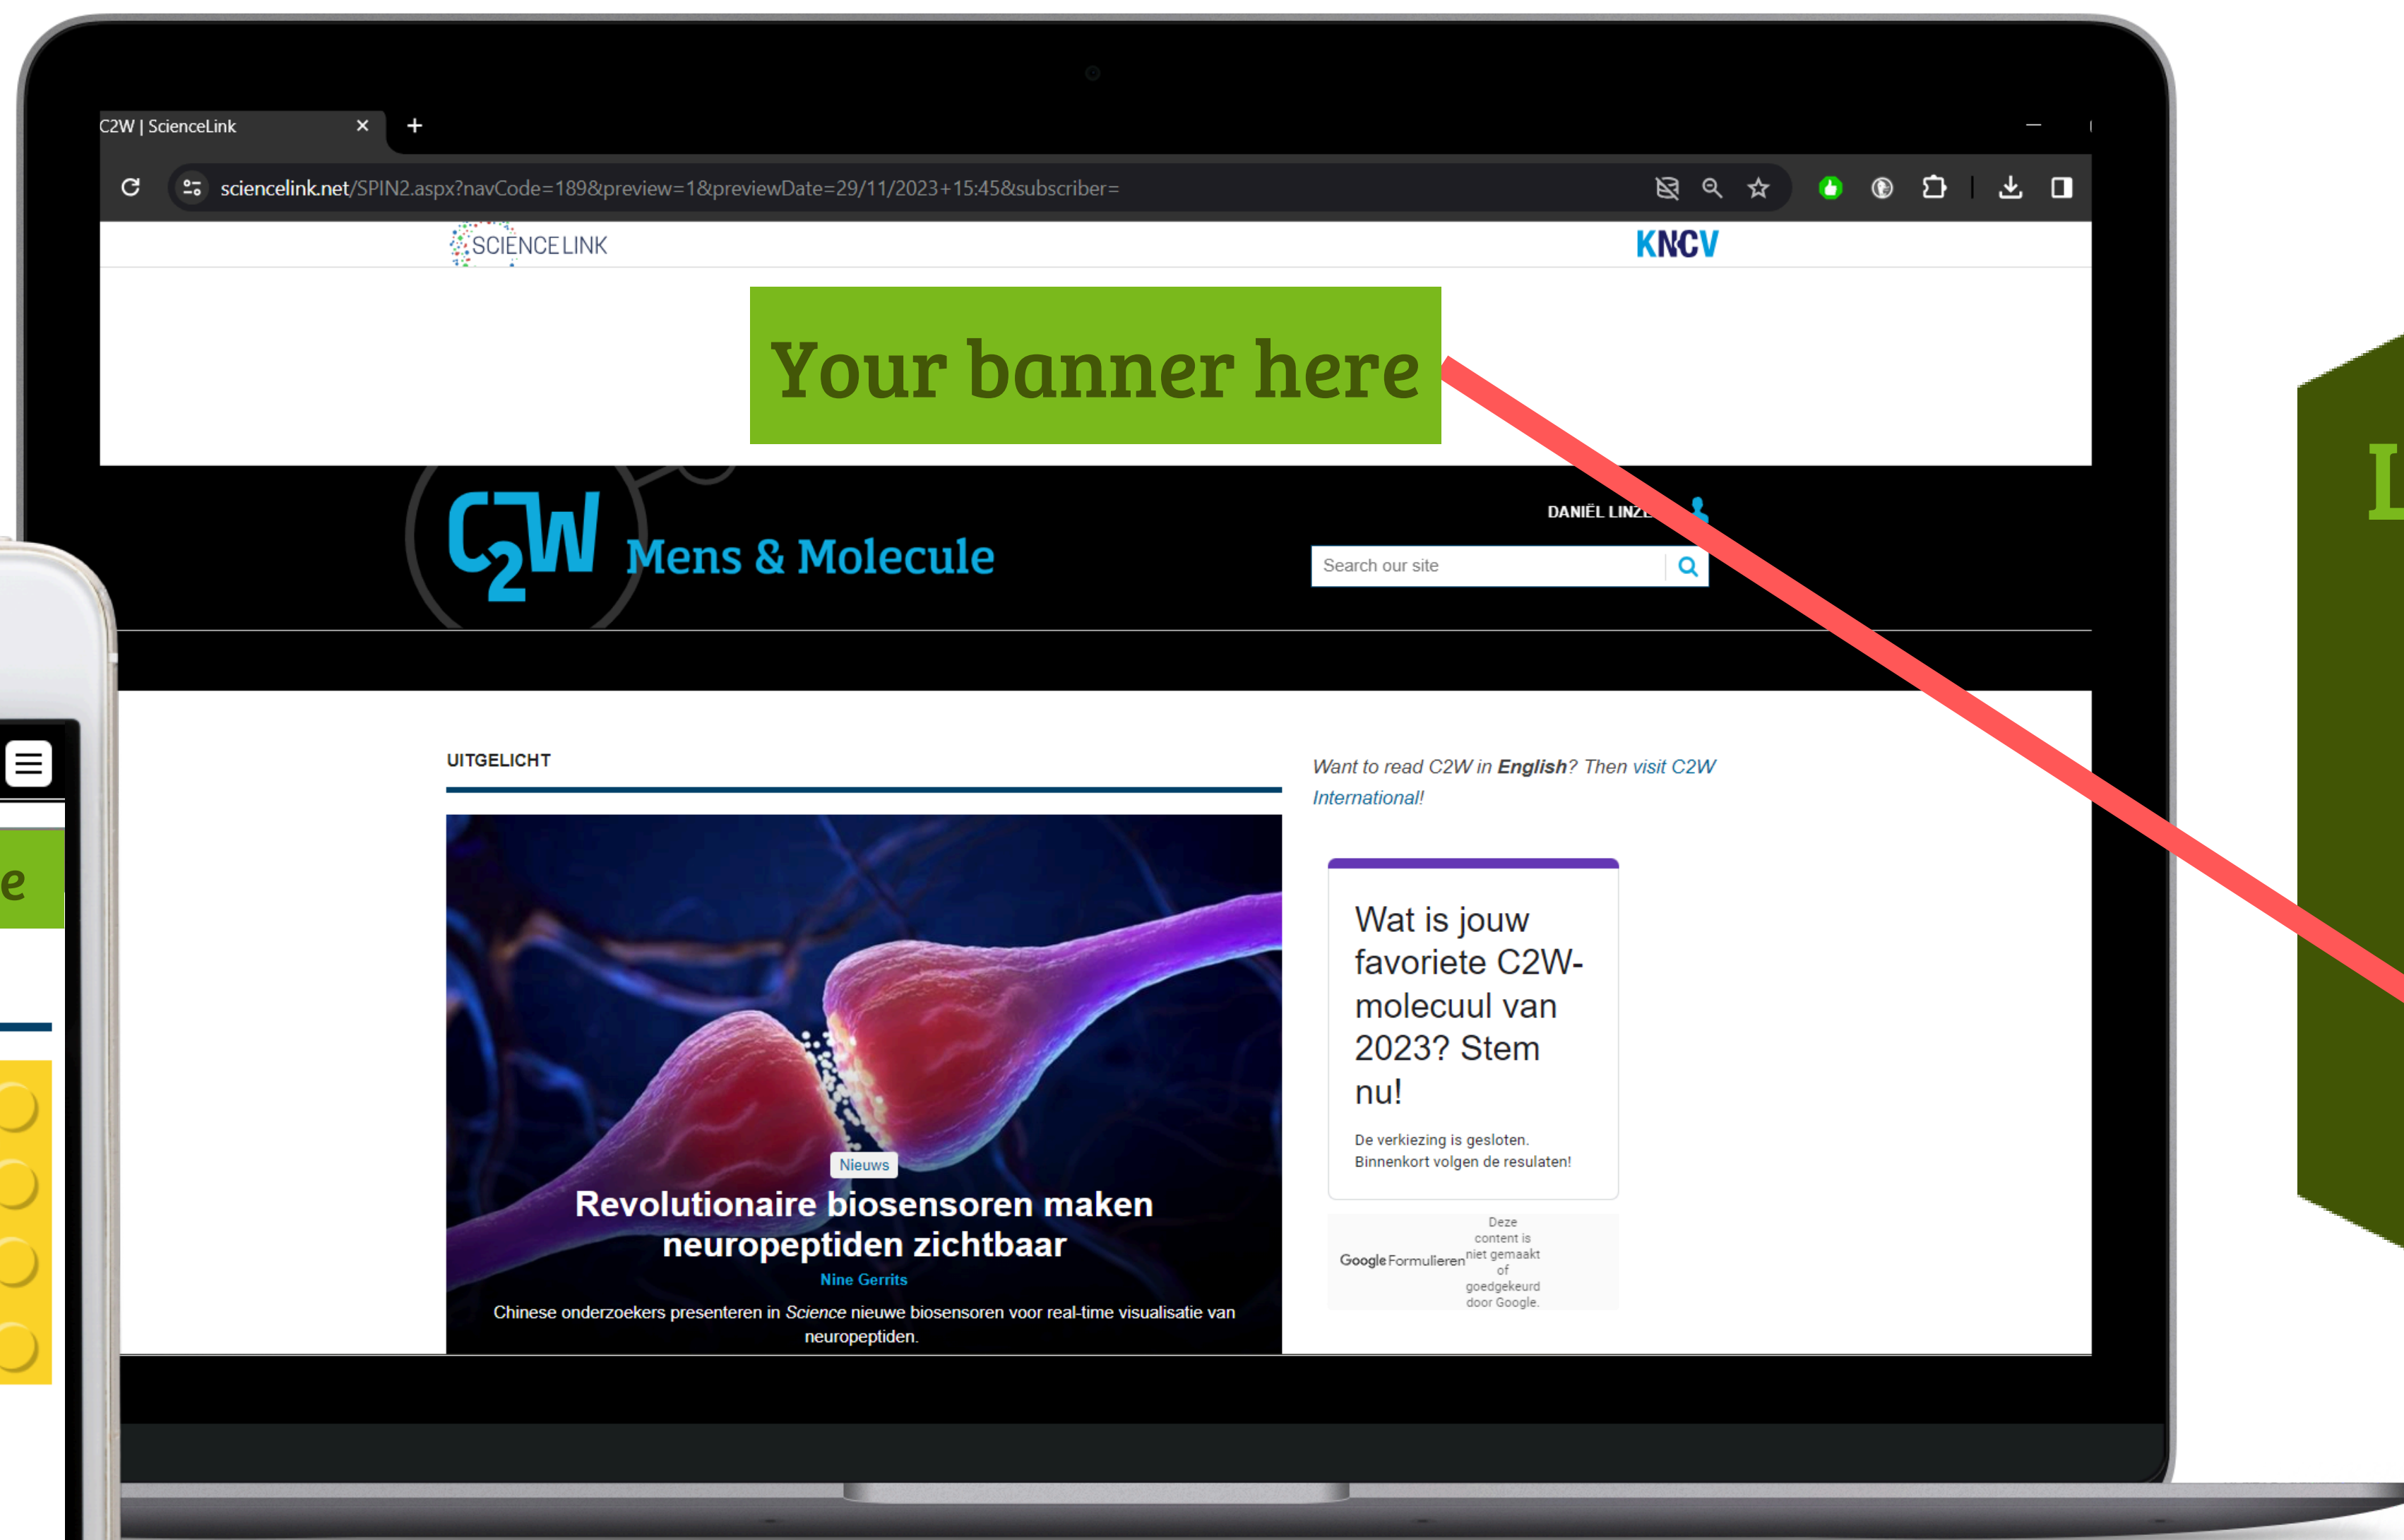 C2W | ScienceLink
sciencelink.net/SPIN2.aspx?navCode=189&preview=1&previewDate=29/11/2023+15:45&subscriber=
SCIENCELINK
KNCV
Your banner here
L
C2W Mens & Molecule
DANIËL
Search our site
e
UITGELICHT
Want to read C2W in English? Then visit C2W
International!
Wat is jouw
favoriete C2W-
molecuul van
2023? Stem
nu!
De verkiezing is gesloten.
Binnenkort volgen de resulaten!
Nieuws
Revolutionaire biosensoren maken
neuropeptiden zichtbaar
Nine Gerrits
Chinese onderzoekers presenteren in Science nieuwe biosensoren voor real-time visualisatie van
neuropeptiden.
Google Formulieren
Deze
content is
niet gemaakt
of
goedgekeurd
door Google.